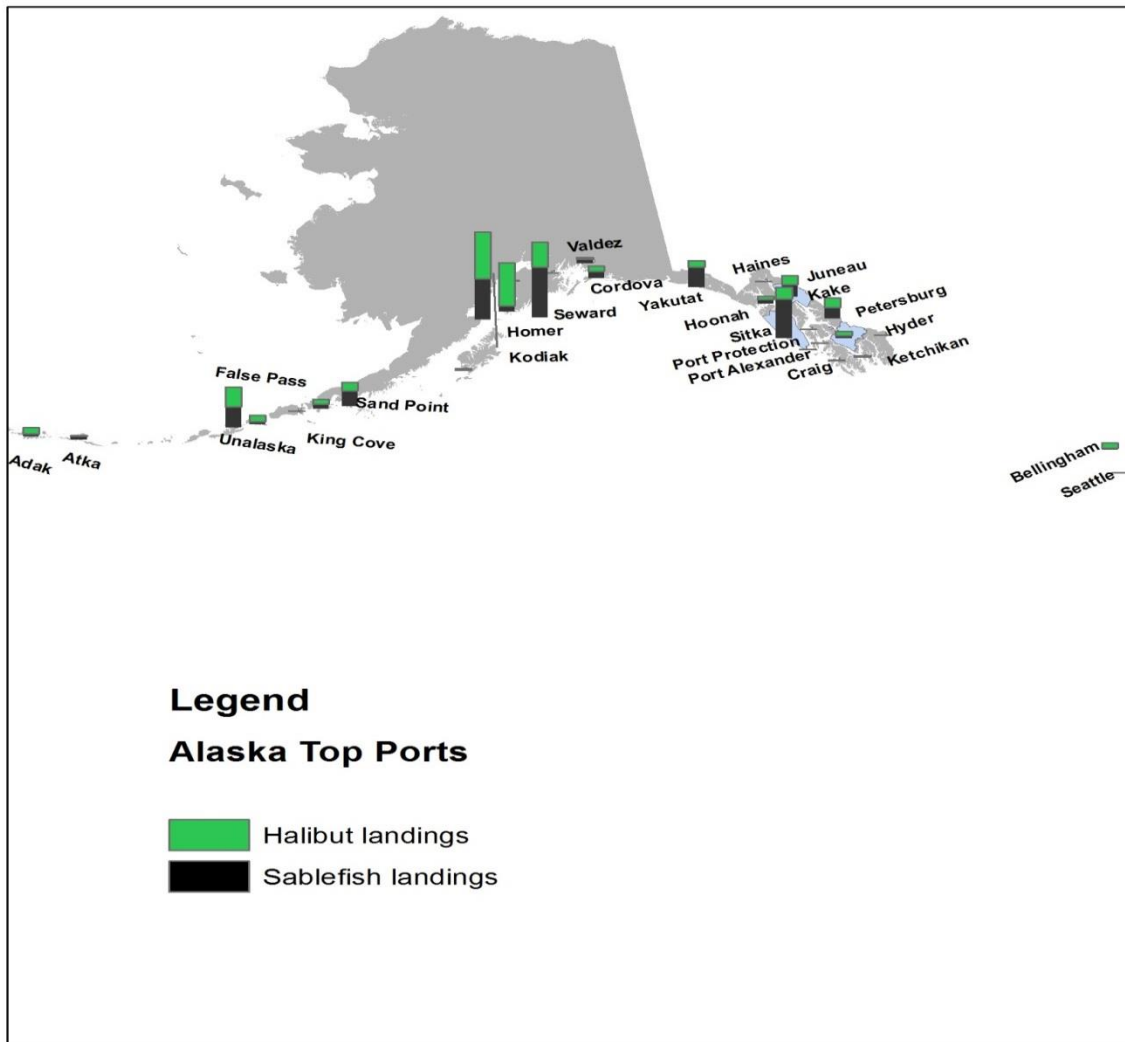 Valdez
Haines
Juneau
Cordova
Kake
Yakutat
Petersburg
Seward
Hoonah
Homer
Sitka
Hyder
Kodiak
Port Protection
Ketchikan
Port Alexander
Craig
False Pass
Sand Point
Unalaska
King Cove
Adak
Atka
Bellingham
Seattle
Legend
Alaska Top Ports
Halibut landings
Sablefish landings